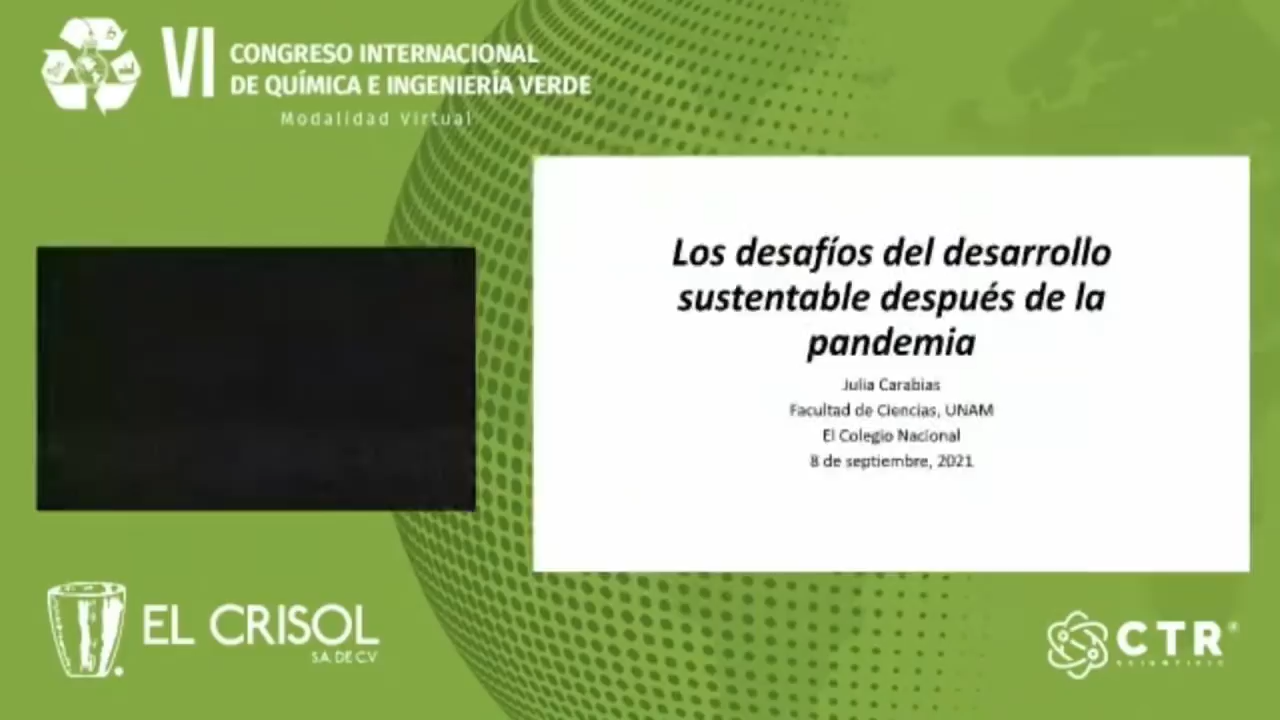 VI CONGRESO INTERNACIONAL
DE QUÍMICA E INGENIERÍA VERDE
Modalidad Virtual
Los desafíos del desarrollo
sustentable después de la
pandemia
Julia Carabias
Facultad de Ciencias, UNAM
El Colegio Nacional
8 de septiembre, 2021
EL CRISOL
S.A. DE C.V.
CTR
SCIENTIFIC